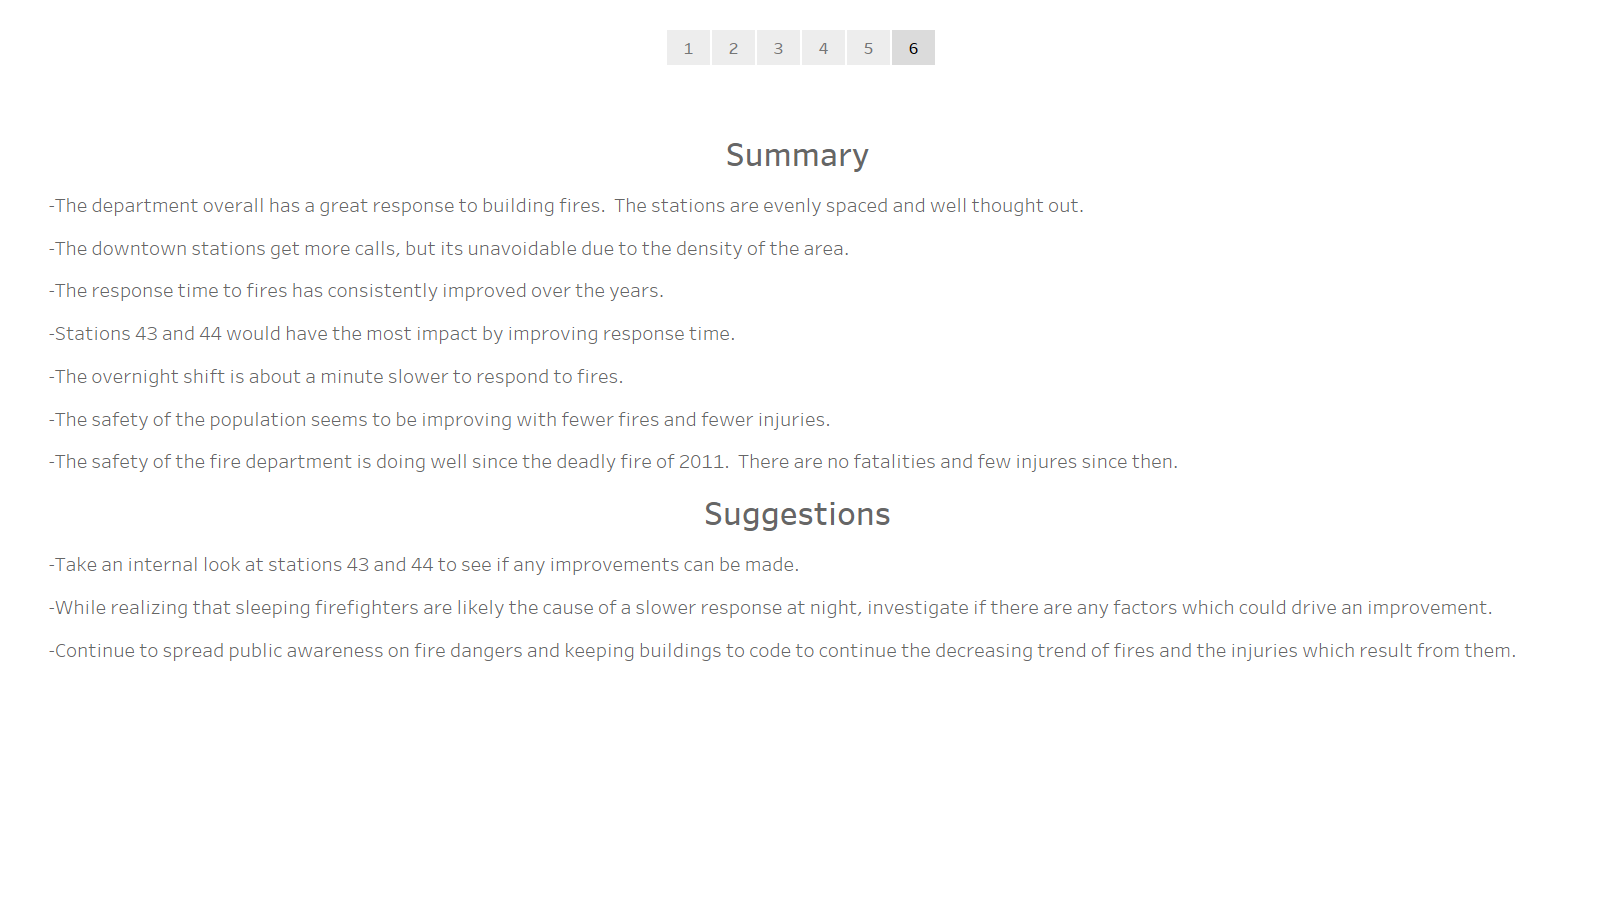 1 2 3 4 5 6
Summary
-The department overall has a great response to building fires.  The stations are evenly spaced and well thought out.
-The downtown stations get more calls, but its unavoidable due to the density of the area.
-The response time to fires has consistently improved over the years.
-Stations 43 and 44 would have the most impact by improving response time.
-The overnight shift is about a minute slower to respond to fires.
-The safety of the population seems to be improving with fewer fires and fewer injuries.
-The safety of the fire department is doing well since the deadly fire of 2011.  There are no fatalities and few injures since then.
Suggestions
-Take an internal look at stations 43 and 44 to see if any improvements can be made.
-While realizing that sleeping firefighters are likely the cause of a slower response at night, investigate if there are any factors which could drive an improvement.
-Continue to spread public awareness on fire dangers and keeping buildings to code to continue the decreasing trend of fires and the injuries which result from them.